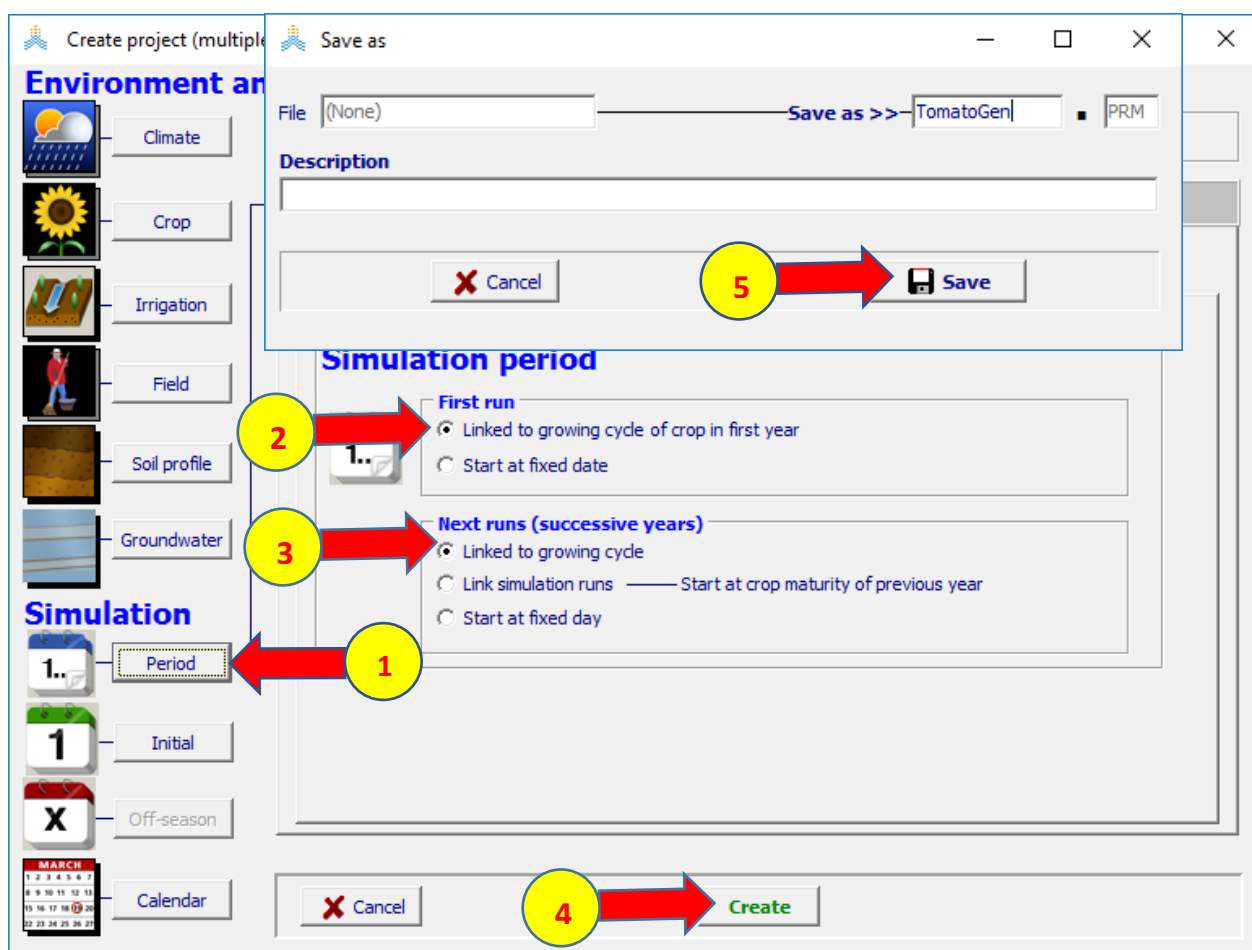 Create project (multiple
Save as
Environment an
File (None) Save as >> TomatoGen . PRM
Description
Cancel
5
Save
Climate
Crop
Irrigation
Field
Soil profile
Groundwater
Simulation
1..
Period
1
1
Initial
X
Off-season
MARCH
Calendar
Simulation period
2
1..
First run
Linked to growing cycle of crop in first year
Start at fixed date
3
Next runs (successive years)
Linked to growing cycle
Link simulation runs Start at crop maturity of previous year
Start at fixed day
Cancel
4
Create